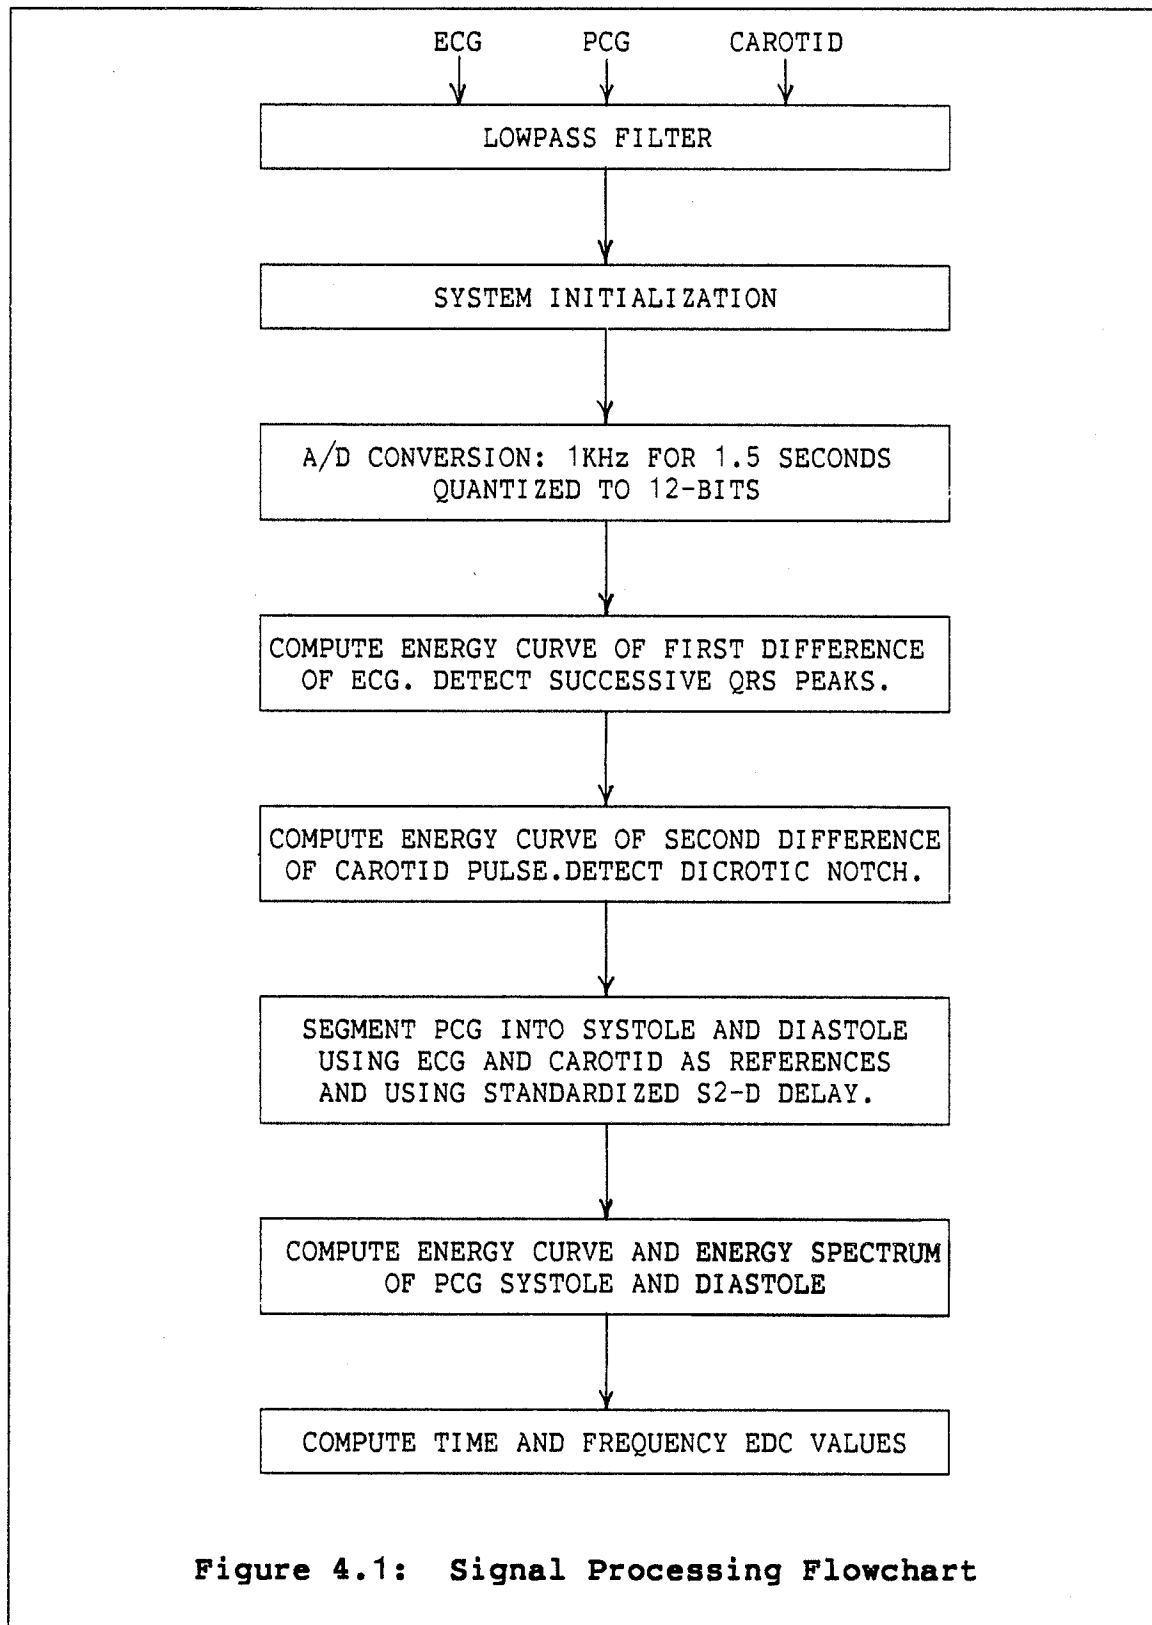 ECG PCG CAROTID
LOWPASS FILTER
SYSTEM INITIALIZATION
A/D CONVERSION: 1KHz FOR 1.5 SECONDS
QUANTIZED TO 12-BITS
COMPUTE ENERGY CURVE OF FIRST DIFFERENCE
OF ECG. DETECT SUCCESSIVE QRS PEAKS.
COMPUTE ENERGY CURVE OF SECOND DIFFERENCE
OF CAROTID PULSE.DETECT DICROTIC NOTCH.
SEGMENT PCG INTO SYSTOLE AND DIASTOLE
USING ECG AND CAROTID AS REFERENCES
AND USING STANDARDIZED S2-D DELAY.
COMPUTE ENERGY CURVE AND ENERGY SPECTRUM
OF PCG SYSTOLE AND DIASTOLE
COMPUTE TIME AND FREQUENCY EDC VALUES
Figure 4.1: Signal Processing Flowchart